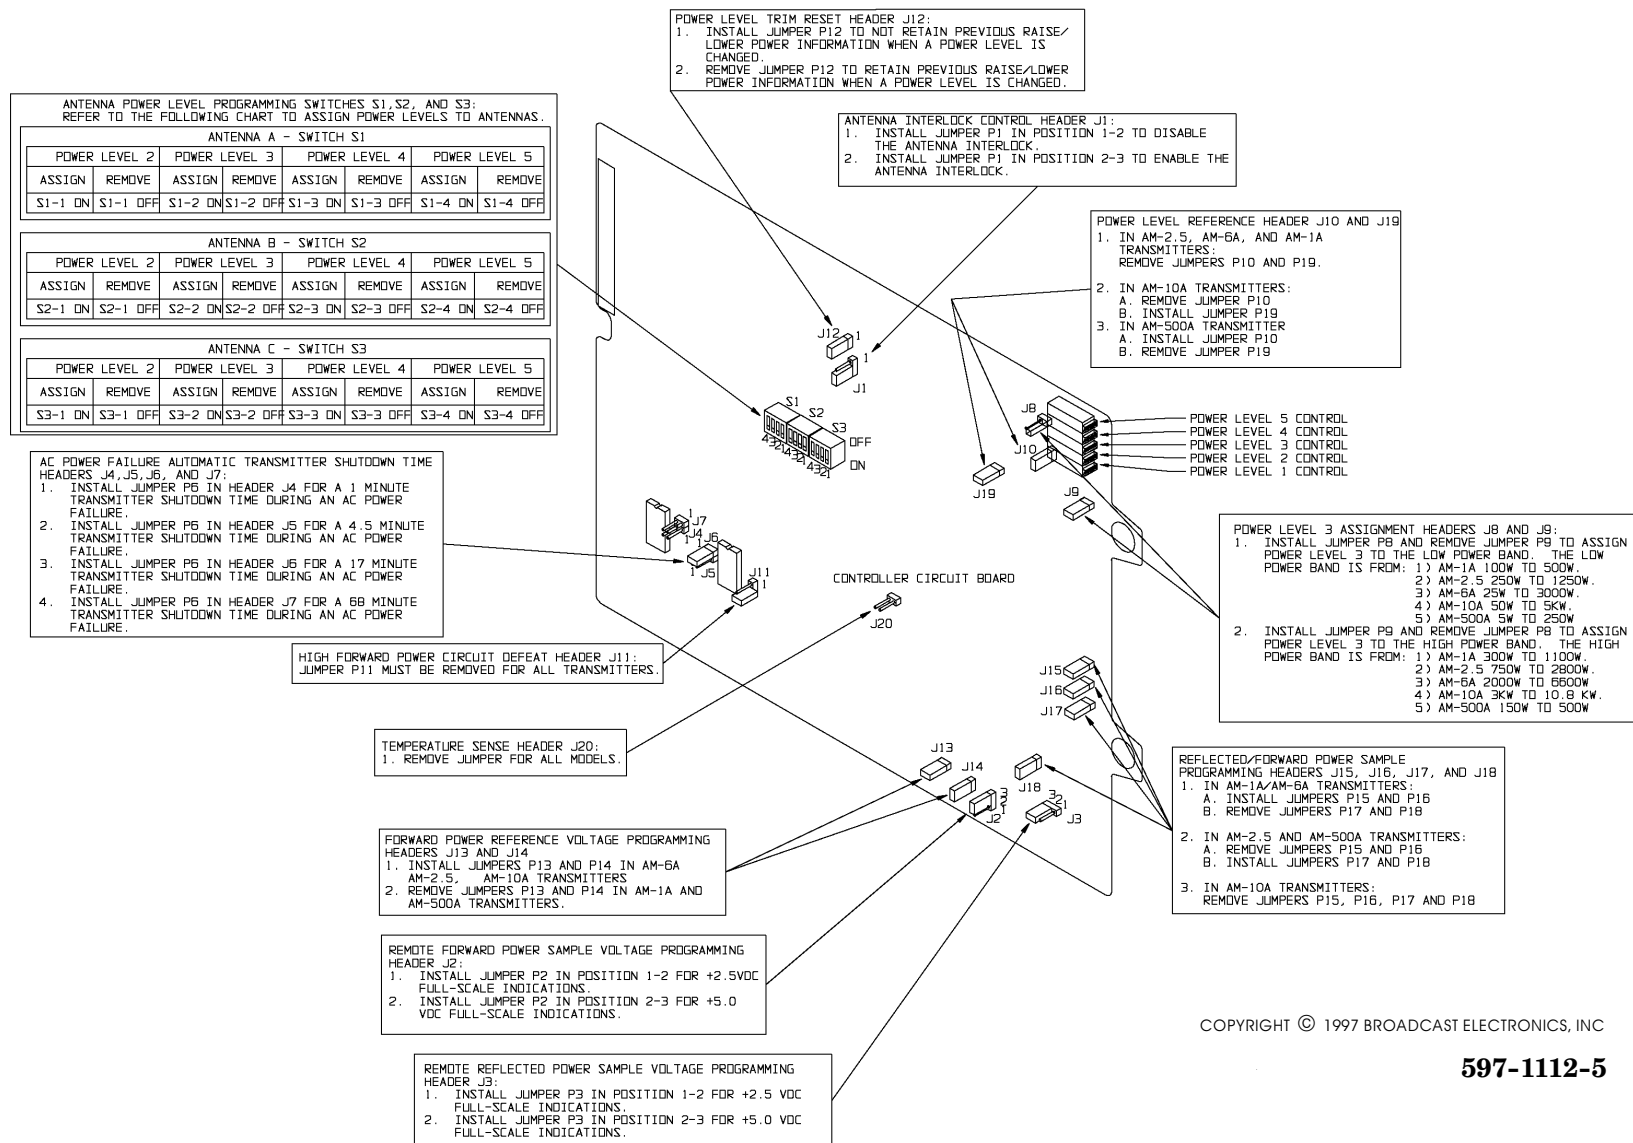 POWER LEVEL TRIM RESET HEADER J12:
1. INSTALL JUMPER P12 TO NOT RETAIN PREVIOUS RAISE/
LOWER POWER INFORMATION WHEN A POWER LEVEL IS
CHANGED.
2. REMOVE JUMPER P12 TO RETAIN PREVIOUS RAISE/LOWER
POWER INFORMATION WHEN A POWER LEVEL IS CHANGED.
ANTENNA POWER LEVEL PROGRAMMING SWITCHES S1,S2, AND S3:
REFER TO THE FOLLOWING CHART TO ASSIGN POWER LEVELS TO ANTENNAS.
ANTENNA A - SWITCH S1
POWER LEVEL 2 POWER LEVEL 3 POWER LEVEL 4 POWER LEVEL 5
ASSIGN REMOVE ASSIGN REMOVE ASSIGN REMOVE ASSIGN REMOVE
S1-1 ON S1-1 OFF S1-2 ON S1-2 OFF S1-3 ON S1-3 OFF S1-4 ON S1-4 OFF
ANTENNA B - SWITCH S2
POWER LEVEL 2 POWER LEVEL 3 POWER LEVEL 4 POWER LEVEL 5
ASSIGN REMOVE ASSIGN REMOVE ASSIGN REMOVE ASSIGN REMOVE
S2-1 ON S2-1 OFF S2-2 ON S2-2 OFF S2-3 ON S2-3 OFF S2-4 ON S2-4 OFF
ANTENNA C - SWITCH S3
POWER LEVEL 2 POWER LEVEL 3 POWER LEVEL 4 POWER LEVEL 5
ASSIGN REMOVE ASSIGN REMOVE ASSIGN REMOVE ASSIGN REMOVE
S3-1 ON S3-1 OFF S3-2 ON S3-2 OFF S3-3 ON S3-3 OFF S3-4 ON S3-4 OFF
ANTENNA INTERLOCK CONTROL HEADER J1:
1. INSTALL JUMPER P1 IN POSITION 1-2 TO DISABLE
THE ANTENNA INTERLOCK.
2. INSTALL JUMPER P1 IN POSITION 2-3 TO ENABLE THE
ANTENNA INTERLOCK.
POWER LEVEL REFERENCE HEADER J10 AND J19
1. IN AM-2.5, AM-6A, AND AM-1A
TRANSMITTERS:
REMOVE JUMPERS P10 AND P19.
2. IN AM-10A TRANSMITTERS:
A. REMOVE JUMPER P10
B. INSTALL JUMPER P19
3. IN AM-500A TRANSMITTER
A. INSTALL JUMPER P10
B. REMOVE JUMPER P19
J12
1
1
J1
S1
S2
S3
OFF
ON
4321
4321
4321
J8
J10
J19
J9
POWER LEVEL 5 CONTROL
POWER LEVEL 4 CONTROL
POWER LEVEL 3 CONTROL
POWER LEVEL 2 CONTROL
POWER LEVEL 1 CONTROL
AC POWER FAILURE AUTOMATIC TRANSMITTER SHUTDOWN TIME
HEADERS J4,J5,J6, AND J7:
1. INSTALL JUMPER P6 IN HEADER J4 FOR A 1 MINUTE
TRANSMITTER SHUTDOWN TIME DURING AN AC POWER
FAILURE.
2. INSTALL JUMPER P6 IN HEADER J5 FOR A 4.5 MINUTE
TRANSMITTER SHUTDOWN TIME DURING AN AC POWER
FAILURE.
3. INSTALL JUMPER P6 IN HEADER J6 FOR A 17 MINUTE
TRANSMITTER SHUTDOWN TIME DURING AN AC POWER
FAILURE.
4. INSTALL JUMPER P6 IN HEADER J7 FOR A 68 MINUTE
TRANSMITTER SHUTDOWN TIME DURING AN AC POWER
FAILURE.
1
J7
J4
1
J6
1
1 J5
J11
1
CONTROLLER CIRCUIT BOARD
J20
POWER LEVEL 3 ASSIGNMENT HEADERS J8 AND J9:
1. INSTALL JUMPER P8 AND REMOVE JUMPER P9 TO ASSIGN
POWER LEVEL 3 TO THE LOW POWER BAND. THE LOW
POWER BAND IS FROM: 1) AM-1A 100W TO 500W.
2) AM-2.5 250W TO 1250W.
3) AM-6A 25W TO 3000W.
4) AM-10A 50W TO 5KW.
5) AM-500A 5W TO 250W
2. INSTALL JUMPER P9 AND REMOVE JUMPER P8 TO ASSIGN
POWER LEVEL 3 TO THE HIGH POWER BAND. THE HIGH
POWER BAND IS FROM: 1) AM-1A 300W TO 1100W.
2) AM-2.5 750W TO 2800W.
3) AM-6A 2000W TO 6600W
4) AM-10A 3KW TO 10.8 KW.
5) AM-500A 150W TO 500W
HIGH FORWARD POWER CIRCUIT DEFEAT HEADER J11:
JUMPER P11 MUST BE REMOVED FOR ALL TRANSMITTERS.
TEMPERATURE SENSE HEADER J20:
1. REMOVE JUMPER FOR ALL MODELS.
J15
J16
J17
J13
J14
J18
3
2
1
J2
3
2
1
J3
REFLECTED/FORWARD POWER SAMPLE
PROGRAMMING HEADERS J15, J16, J17, AND J18
1. IN AM-1A/AM-6A TRANSMITTERS:
A. INSTALL JUMPERS P15 AND P16
B. REMOVE JUMPERS P17 AND P18
2. IN AM-2.5 AND AM-500A TRANSMITTERS:
A. REMOVE JUMPERS P15 AND P16
B. INSTALL JUMPERS P17 AND P18
3. IN AM-10A TRANSMITTERS:
REMOVE JUMPERS P15, P16, P17 AND P18
FORWARD POWER REFERENCE VOLTAGE PROGRAMMING
HEADERS J13 AND J14
1. INSTALL JUMPERS P13 AND P14 IN AM-6A
AM-2.5, AM-10A TRANSMITTERS
2. REMOVE JUMPERS P13 AND P14 IN AM-1A AND
AM-500A TRANSMITTERS.
REMOTE FORWARD POWER SAMPLE VOLTAGE PROGRAMMING
HEADER J2:
1. INSTALL JUMPER P2 IN POSITION 1-2 FOR +2.5VDC
FULL-SCALE INDICATIONS.
2. INSTALL JUMPER P2 IN POSITION 2-3 FOR +5.0
VDC FULL-SCALE INDICATIONS.
REMOTE REFLECTED POWER SAMPLE VOLTAGE PROGRAMMING
HEADER J3:
1. INSTALL JUMPER P3 IN POSITION 1-2 FOR +2.5 VDC
FULL-SCALE INDICATIONS.
2. INSTALL JUMPER P3 IN POSITION 2-3 FOR +5.0 VDC
FULL-SCALE INDICATIONS.
COPYRIGHT © 1997 BROADCAST ELECTRONICS, INC
597-1112-5